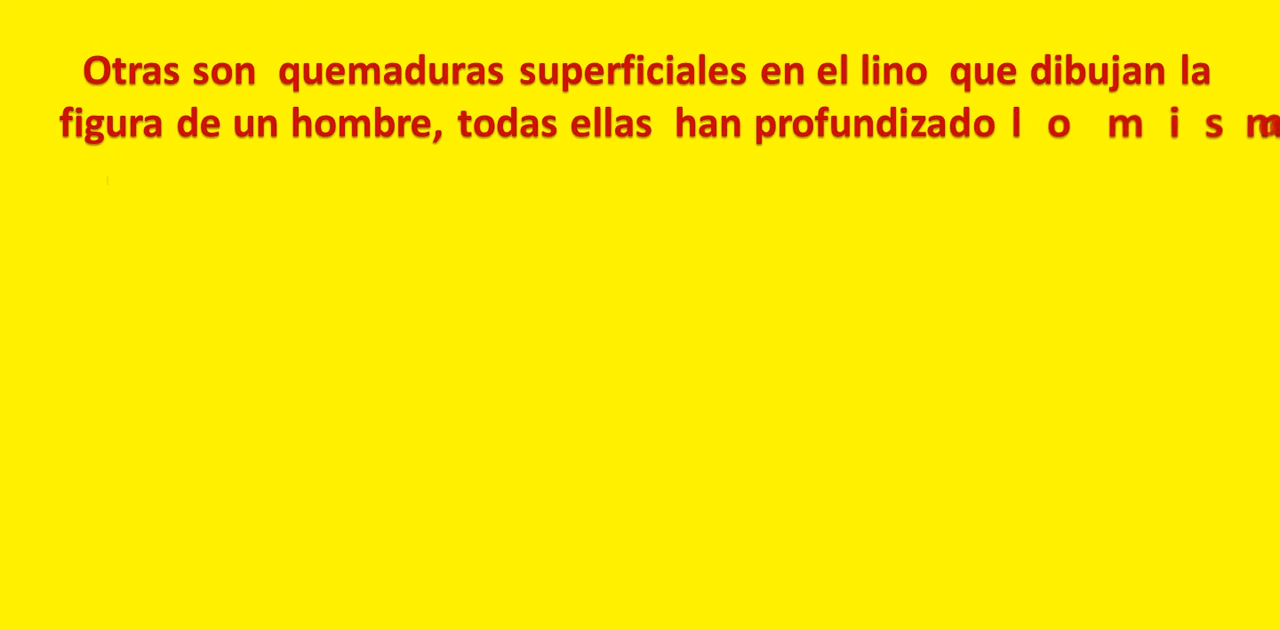 Otras son quemaduras superficiales en el lino que dibujan la
figura de un hombre, todas ellas han profundizado l o m i s m